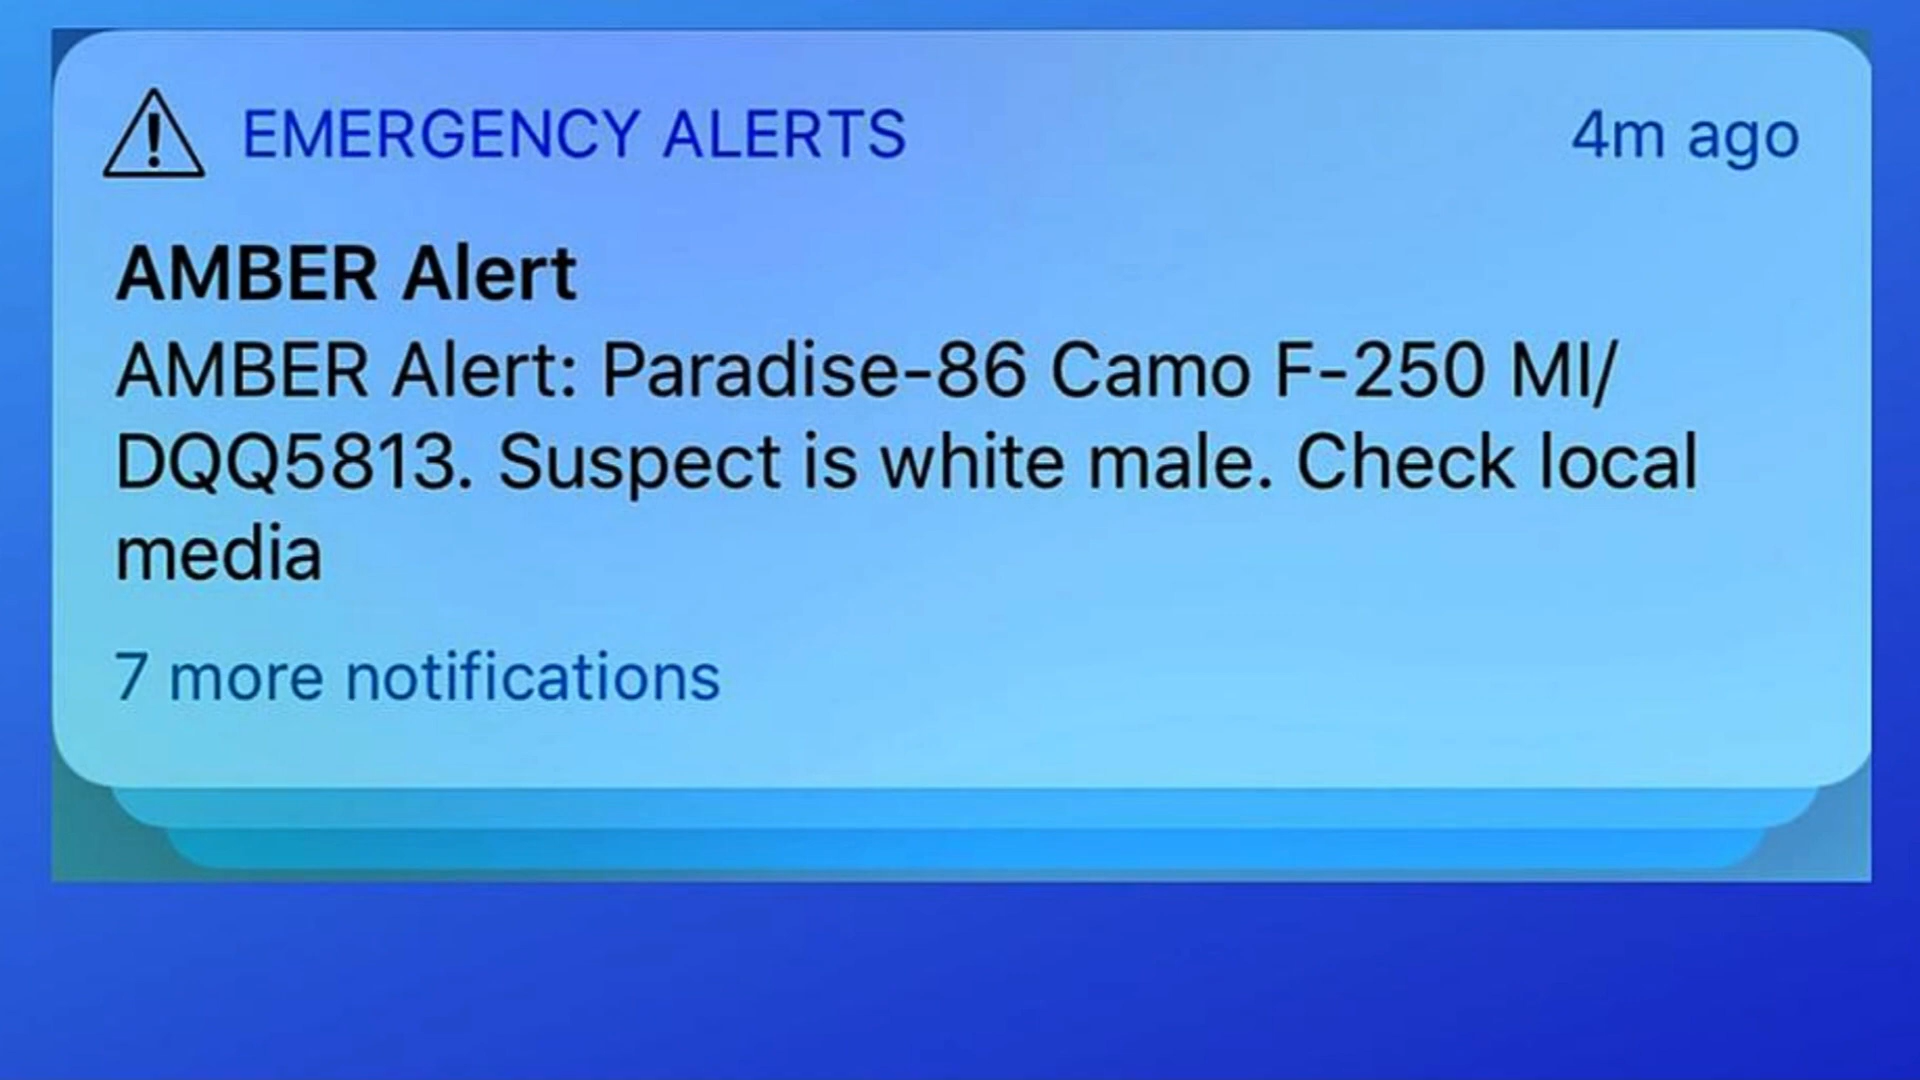 EMERGENCY ALERTS
4m ago
AMBER Alert
AMBER Alert: Paradise-86 Camo F-250 MI/
DQQ5813. Suspect is white male. Check local
media
7 more notifications